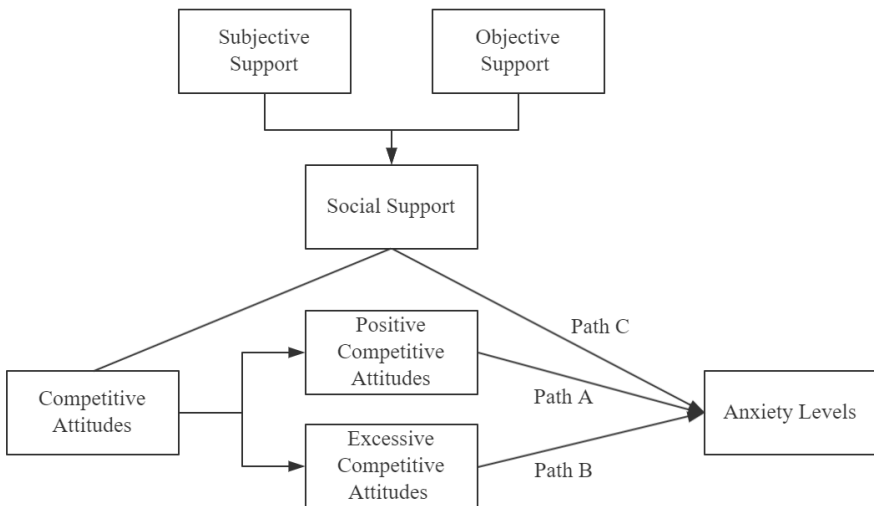 Subjective
Support
Objective
Support
Social Support
Path C
Positive
Competitive
Attitudes
Path A
Competitive
Attitudes
Anxiety Levels
Excessive
Competitive
Attitudes
Path B